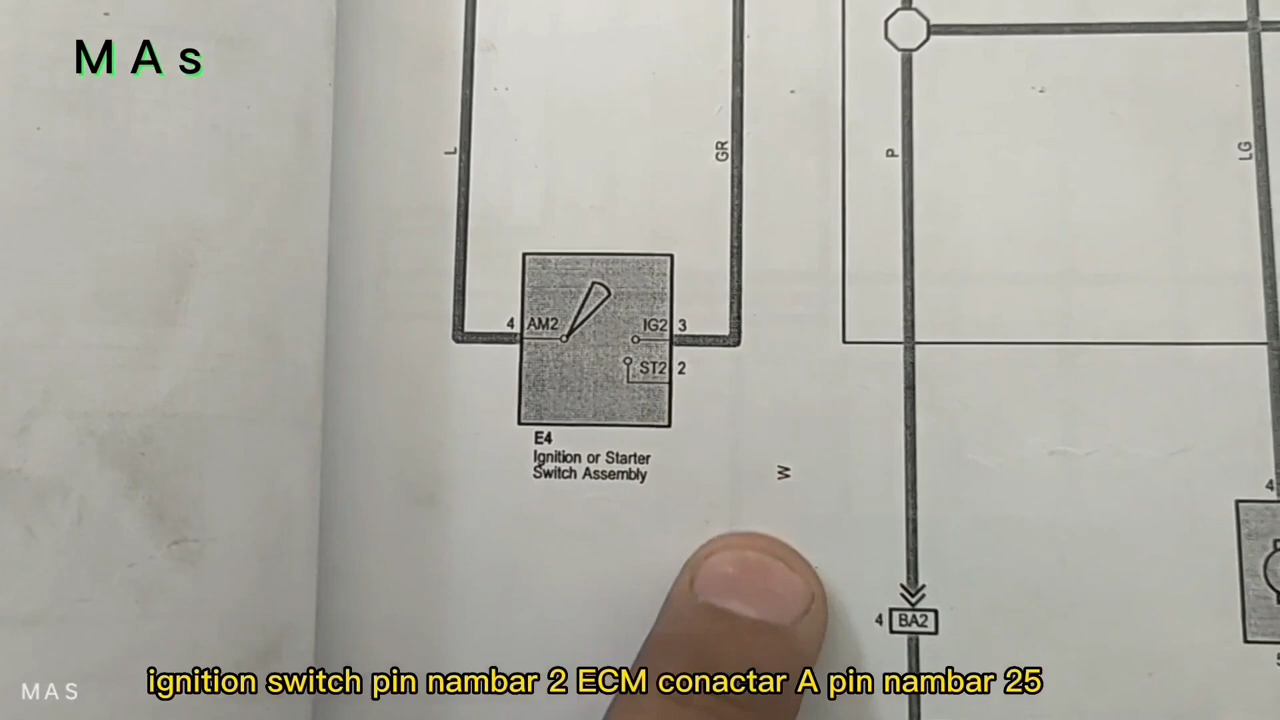 M A s
L
GR
P
LG
4 AM2
IG2 3
ST2 2
E4
Ignition or Starter
Switch Assembly
W
4
4 BA2
ignition switch pin nambar 2 ECM conactar A pin nambar 25
MAS